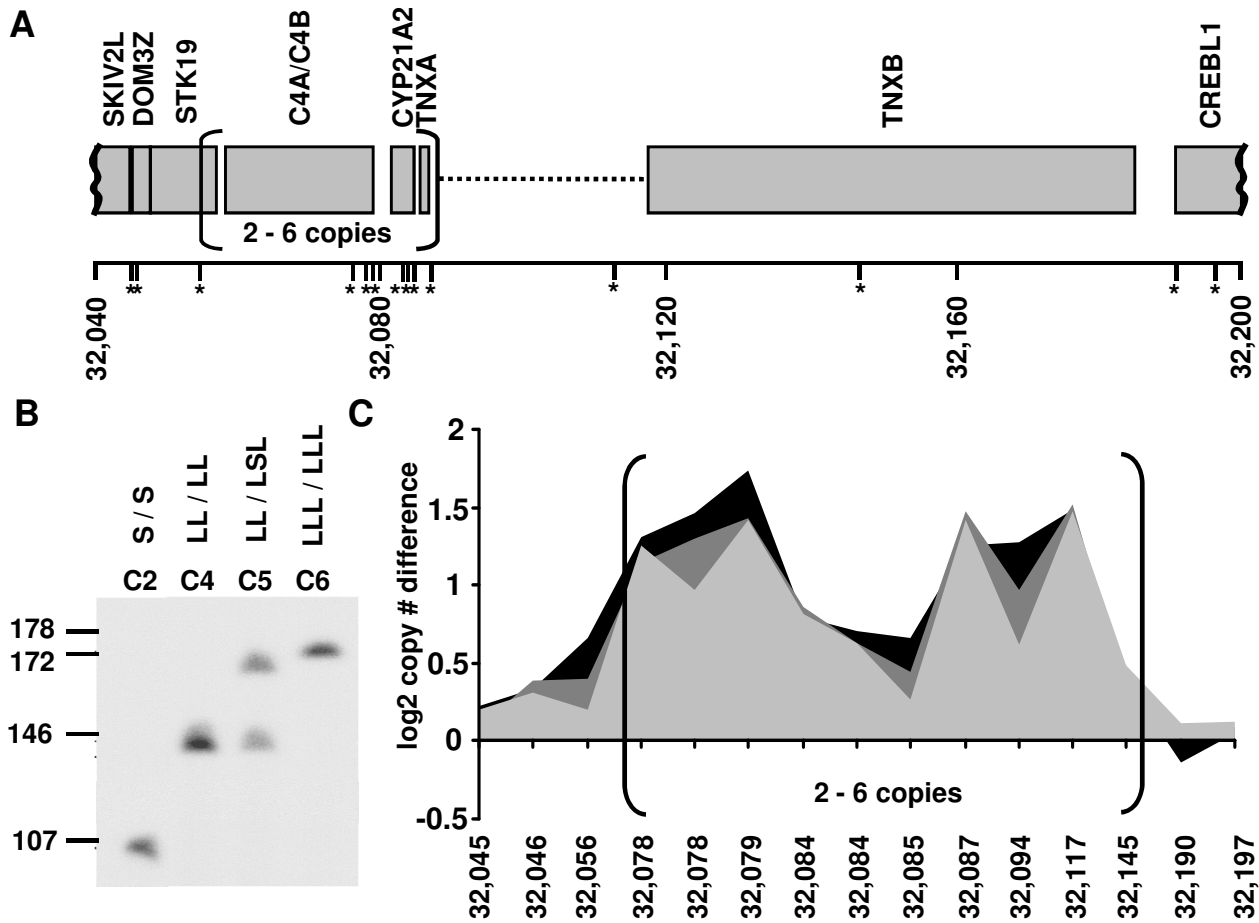 A
SKIV2L
DOM3Z
STK19
C4A/C4B
CYP21A2
TNXA
TNXB
CREBL1
2 - 6 copies
* * * * * * * * * * * * * *
32,040
32,080
32,120
32,160
32,200
B
S / S
LL / LL
LL / LSL
LLL / LLL
C2 C4 C5 C6
178
172
146
107
C
log2 copy # difference
2
1.5
1
0.5
0
-0.5
2 - 6 copies
32,045
32,046
32,056
32,078
32,078
32,079
32,084
32,084
32,085
32,087
32,094
32,117
32,145
32,190
32,197